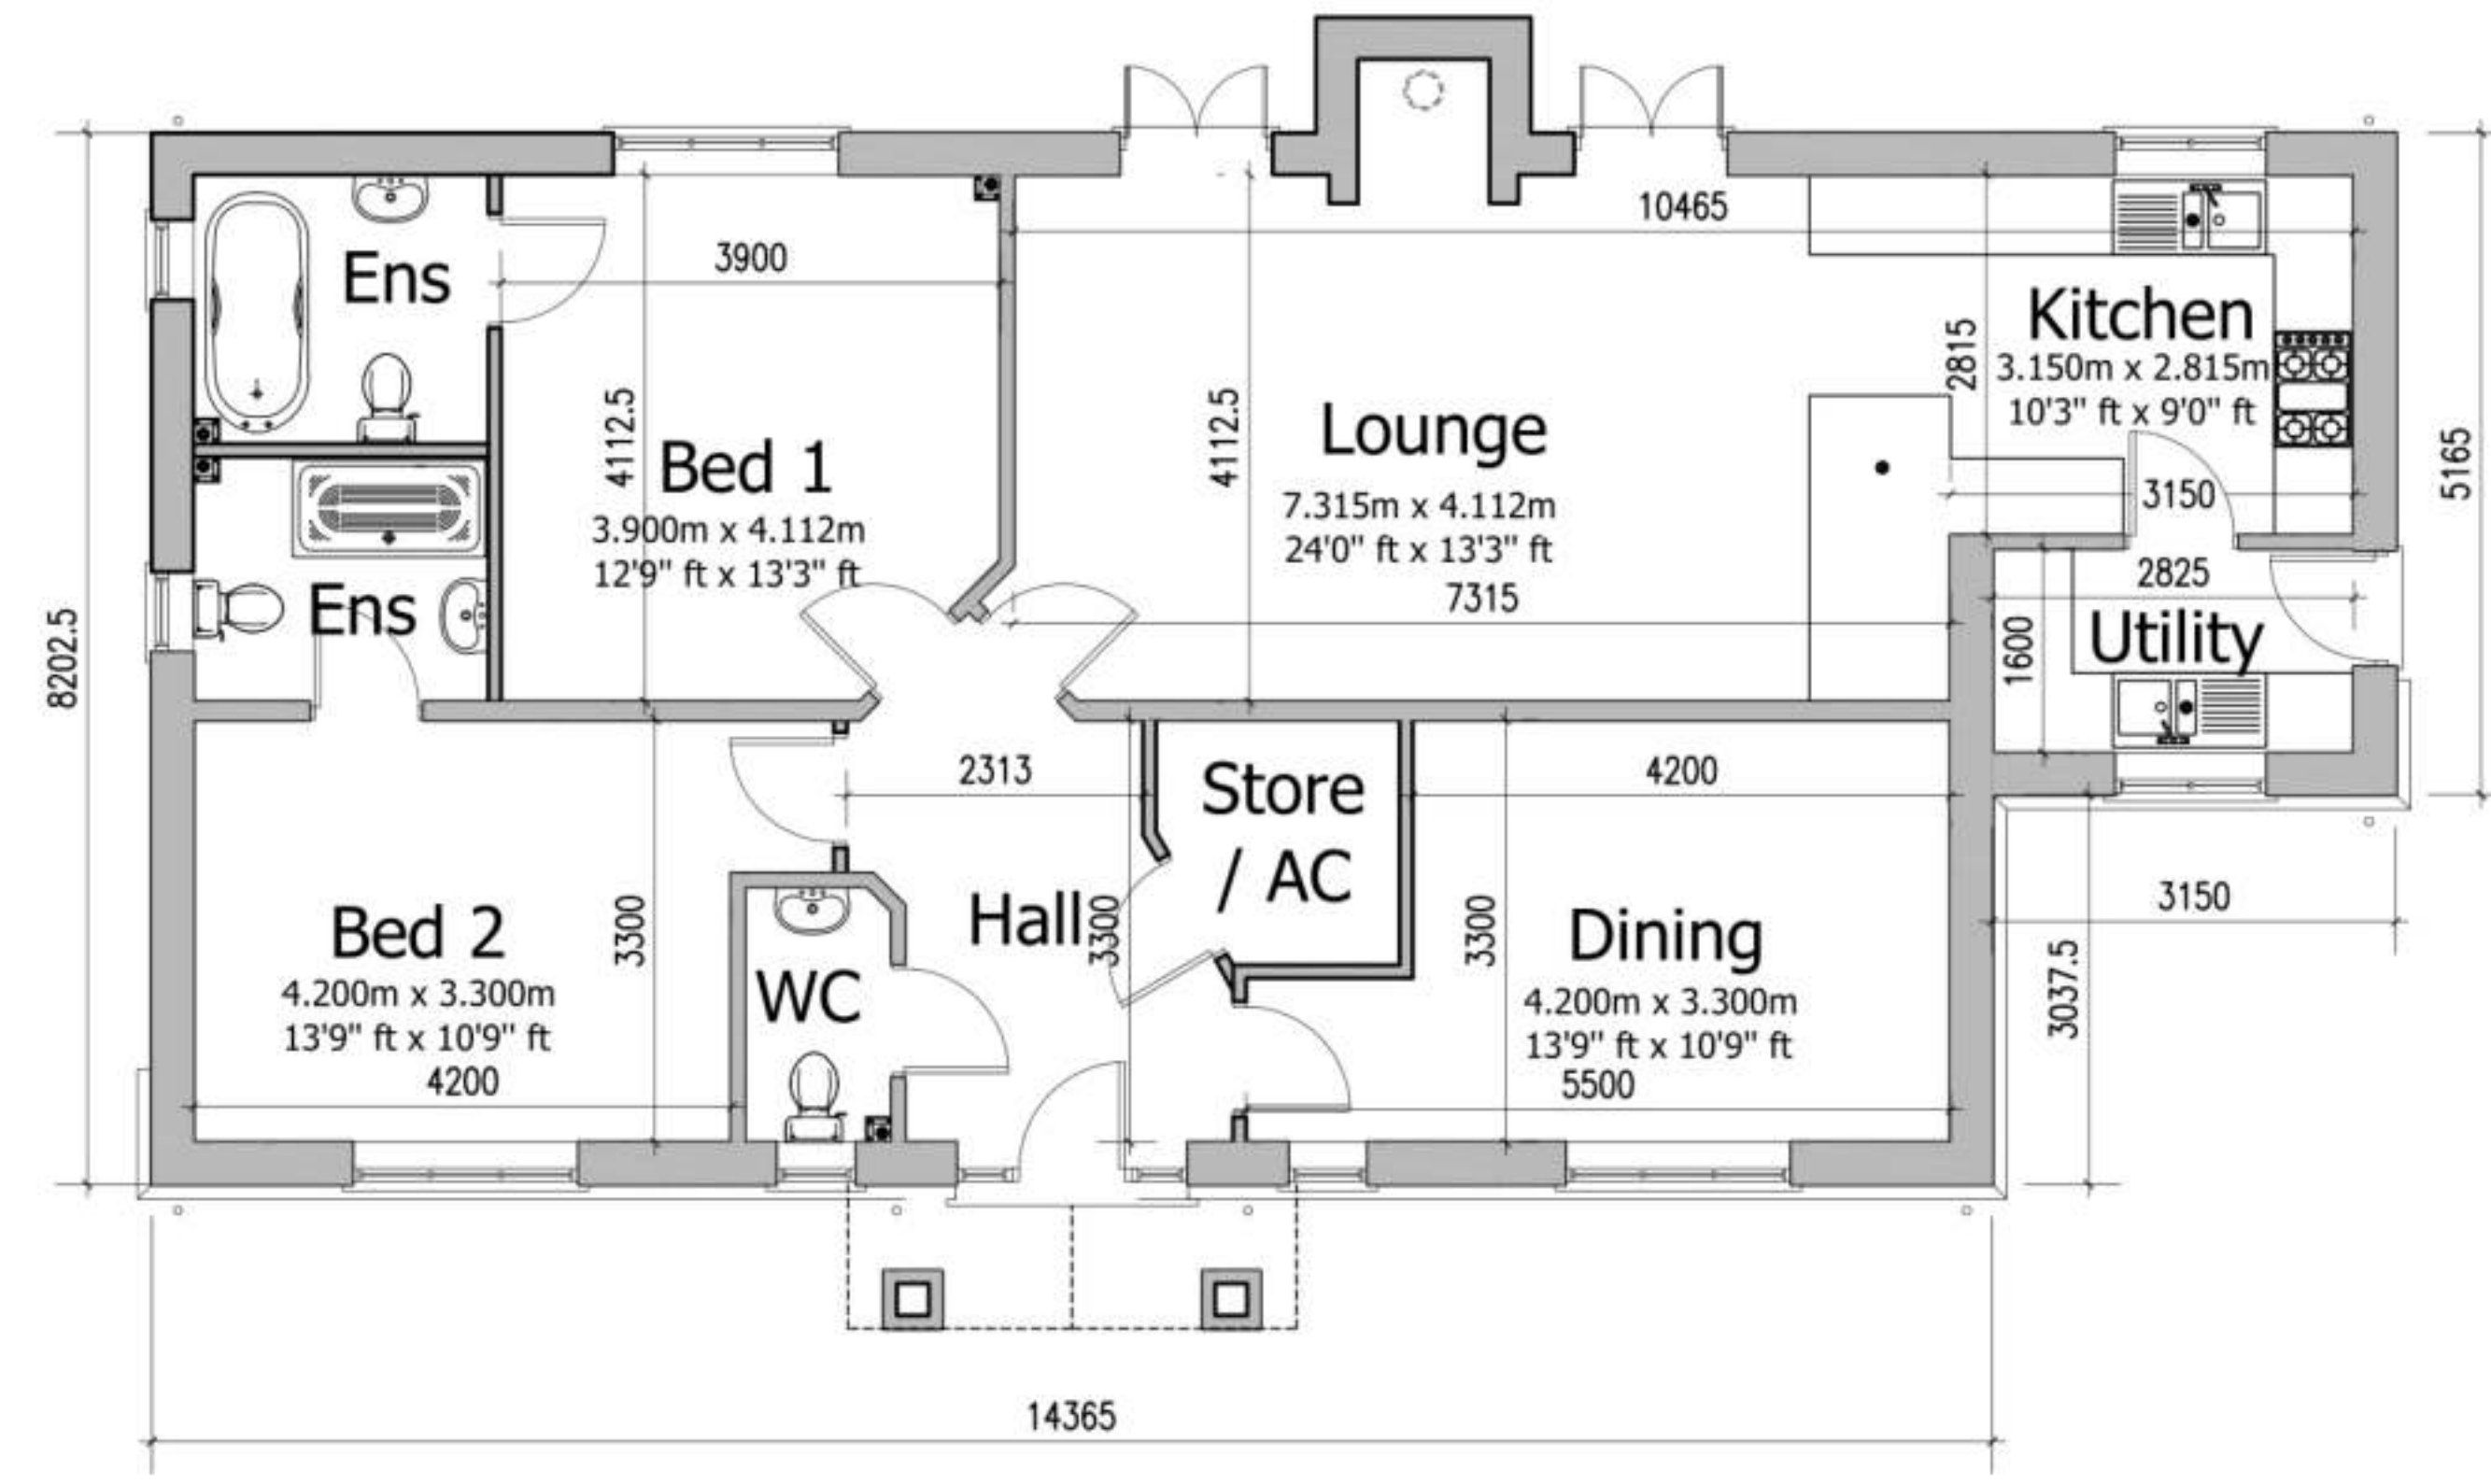 10465
3900
Ens
Kitchen
3.150m x 2.815m
10'3" ft x 9'0" ft
2815
4112.5
4112.5
Bed 1
3.900m x 4.112m
12'9" ft x 13'3" ft
Lounge
7.315m x 4.112m
24'0" ft x 13'3" ft
7315
3150
5165
2825
Utility
1600
Ens
8202.5
2313
Store
/ AC
4200
3150
Bed 2
4.200m x 3.300m
13'9" ft x 10'9" ft
4200
3300
WC
Hall
3300
3300
Dining
4.200m x 3.300m
13'9" ft x 10'9" ft
5500
3037.5
14365